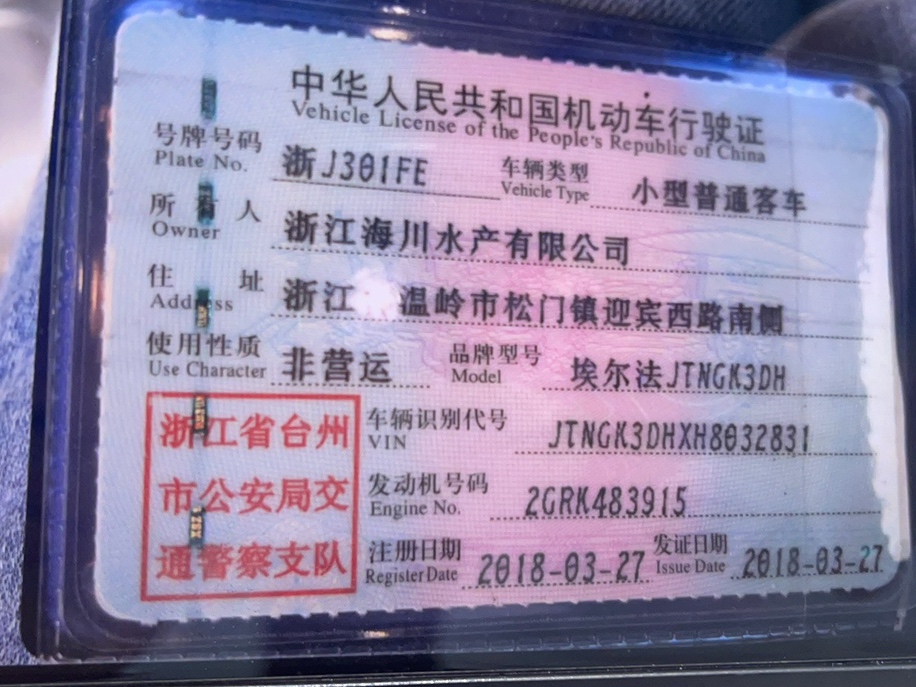 中华人民共和国机动车行驶证
Vehicle License of the People's Republic of China
号牌号码 浙J301FE 车辆类型 小型普通客车
Plate No. Vehicle Type
所有人 浙江海川水产有限公司
Owner
住址 浙江 温岭市松门镇迎宾西路南侧
Address
使用性质 非营运 品牌型号 埃尔法JTNGK3DH
Use Character Model
浙江省台州
市公安局交
通警察支队
车辆识别代号 JTNGK3DHXH8032831
VIN
发动机号码 2GRK483915
Engine No.
注册日期 2018-03-27 发证日期 2018-03-27
Register Date Issue Date